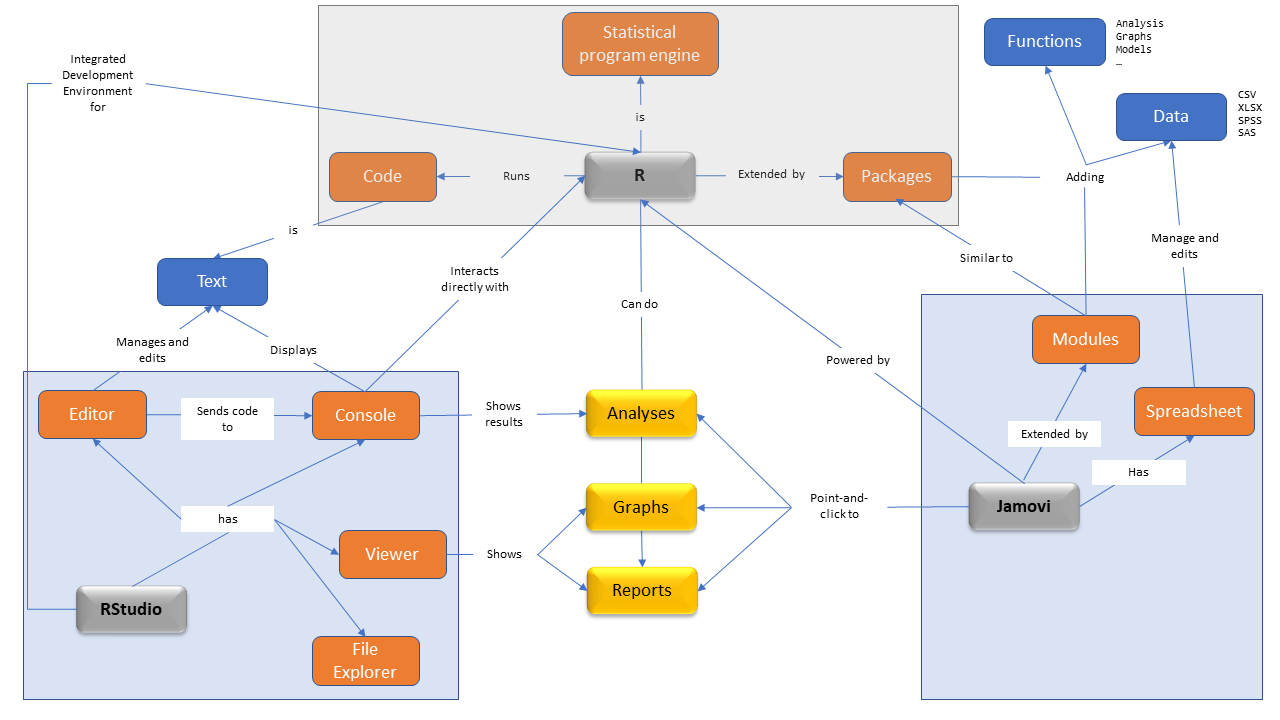 Statistical
program engine
Functions
Analysis
Graphs
Models
…
Integrated
Development
Environment
for
Data
CSV
XLSX
SPSS
SAS
is
Code
Runs
R
Extended by
Packages
Adding
is
Text
Interacts
directly with
Similar to
Manage and
edits
Can do
Manages and
edits
Displays
Powered by
Modules
Editor
Sends code
to
Console
Shows
results
Analyses
Spreadsheet
Extended by
Has
Graphs
Point-and-
click to
Jamovi
has
Viewer
Shows
Reports
RStudio
File
Explorer